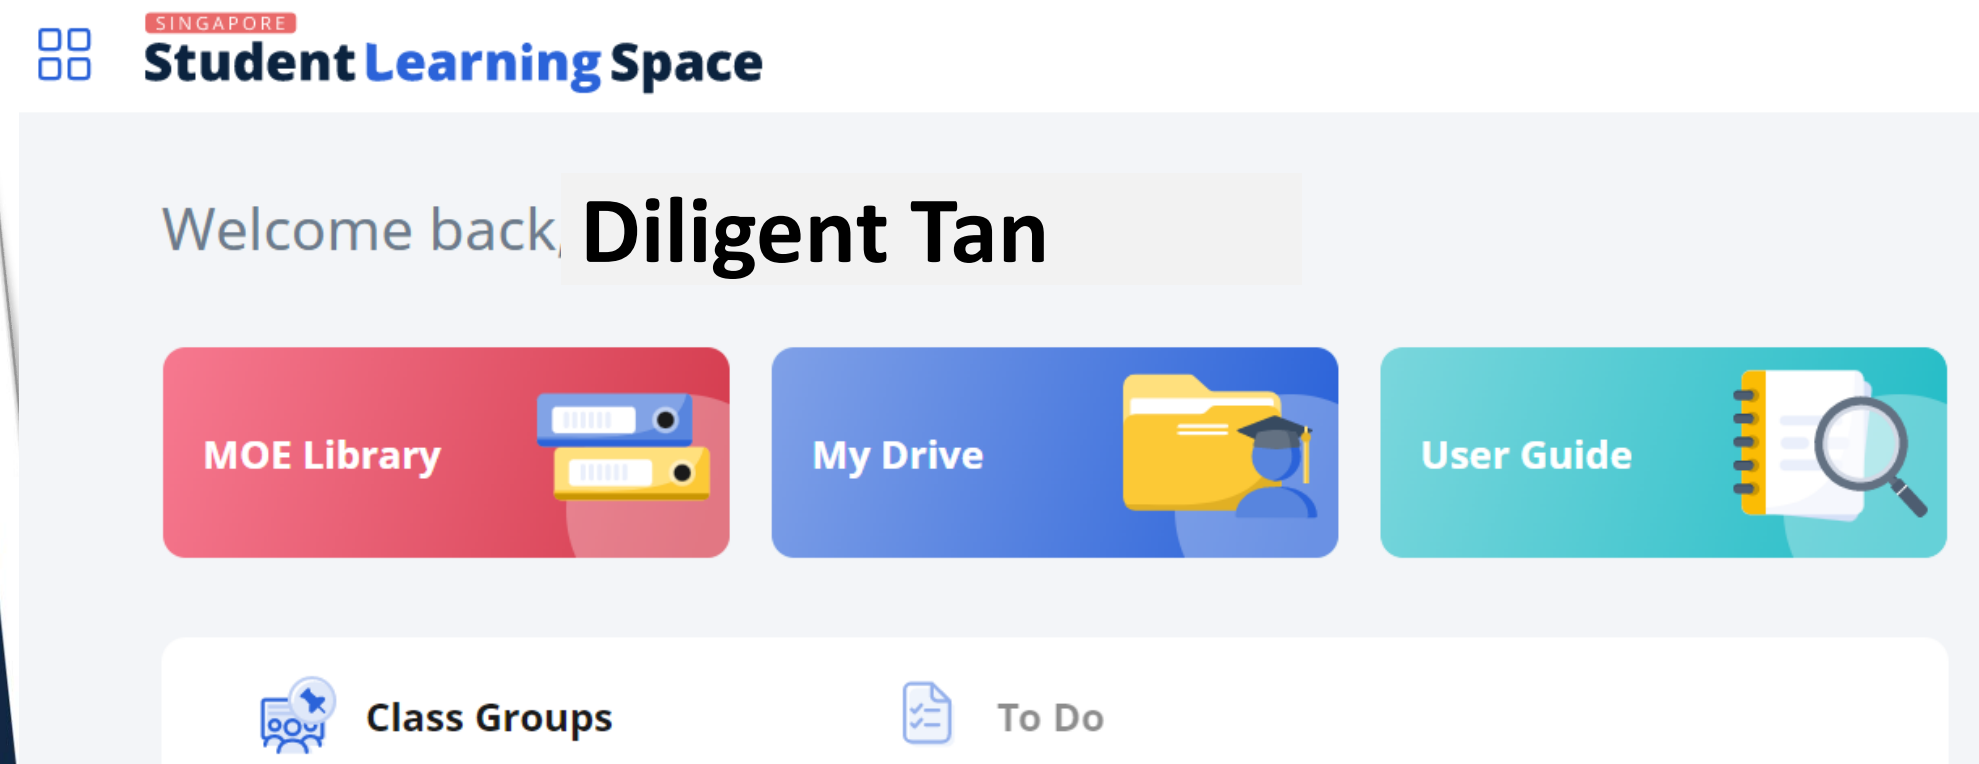 SINGAPORE
Student Learning Space
Welcome back, Diligent Tan
MOE Library
My Drive
User Guide
Class Groups
To Do